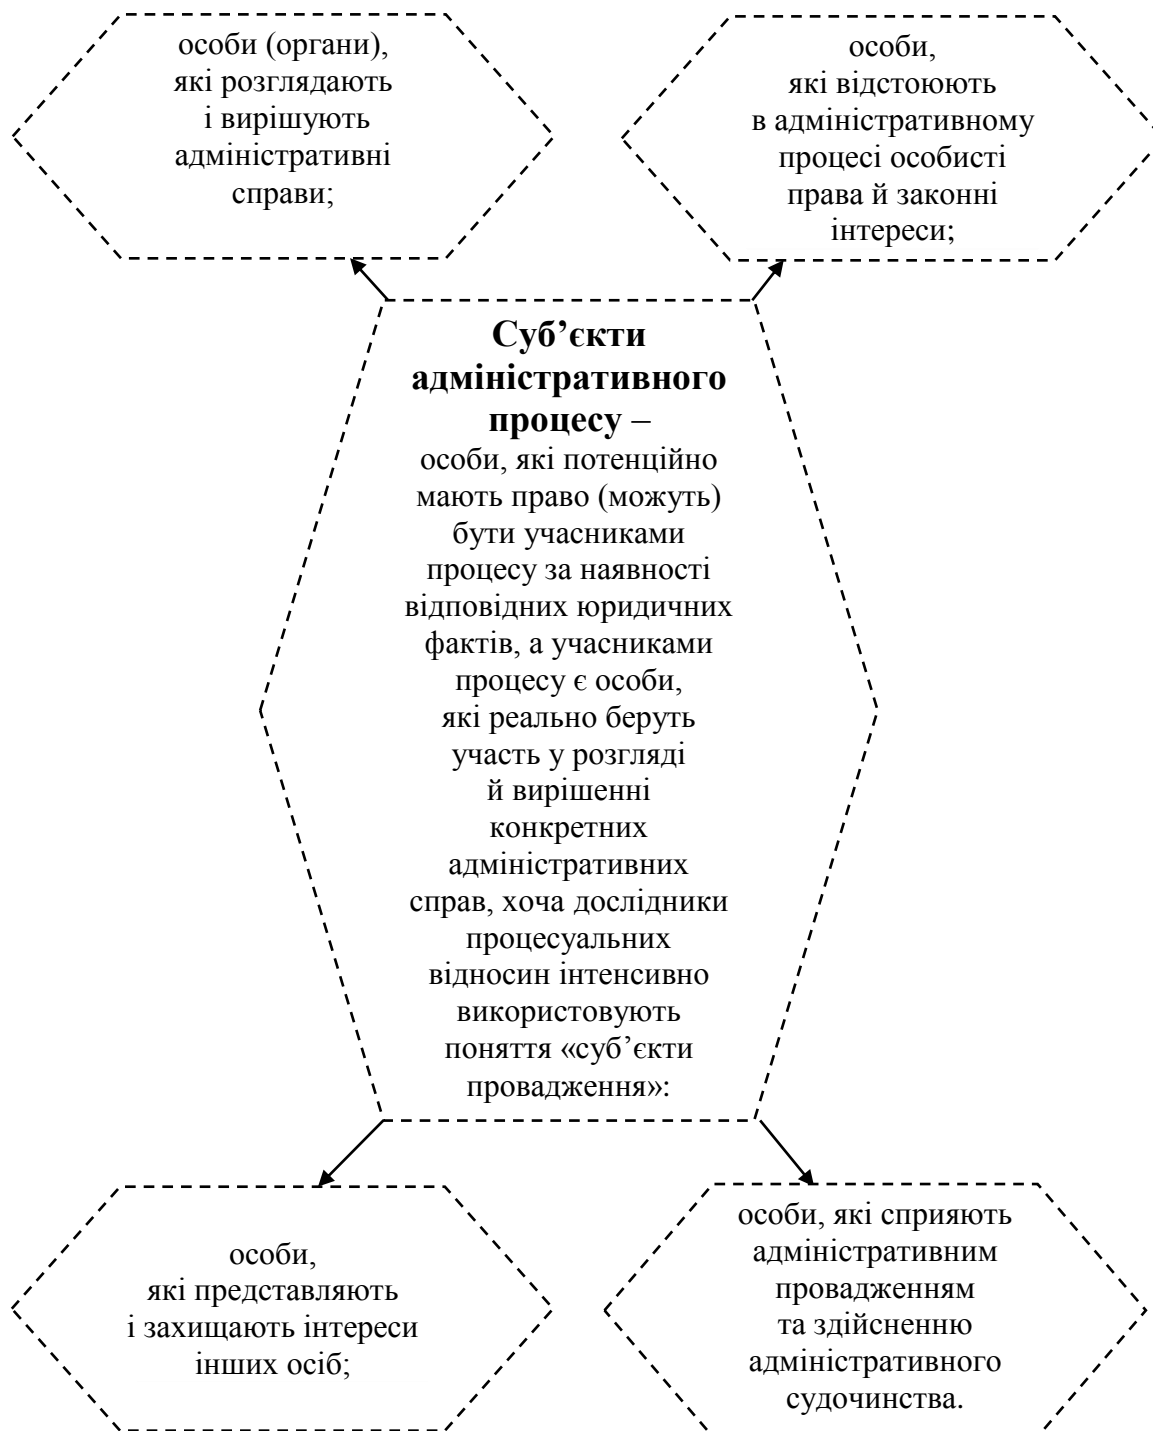 особи (органи),
які розглядають
і вирішують
адміністративні
справи;
особи,
які відстоюють
в адміністративному
процесі особисті
права й законні
інтереси;
Суб’єкти
адміністративного
процесу –
особи, які потенційно
мають право (можуть)
бути учасниками
процесу за наявності
відповідних юридичних
фактів, а учасниками
процесу є особи,
які реально беруть
участь у розгляді
й вирішенні
конкретних
адміністративних
справ, хоча дослідники
процесуальних
відносин інтенсивно
використовують
поняття «суб’єкти
провадження»:
особи,
які представляють
і захищають інтереси
інших осіб;
особи, які сприяють
адміністративним
провадженням
та здійсненню
адміністративного
судочинства.